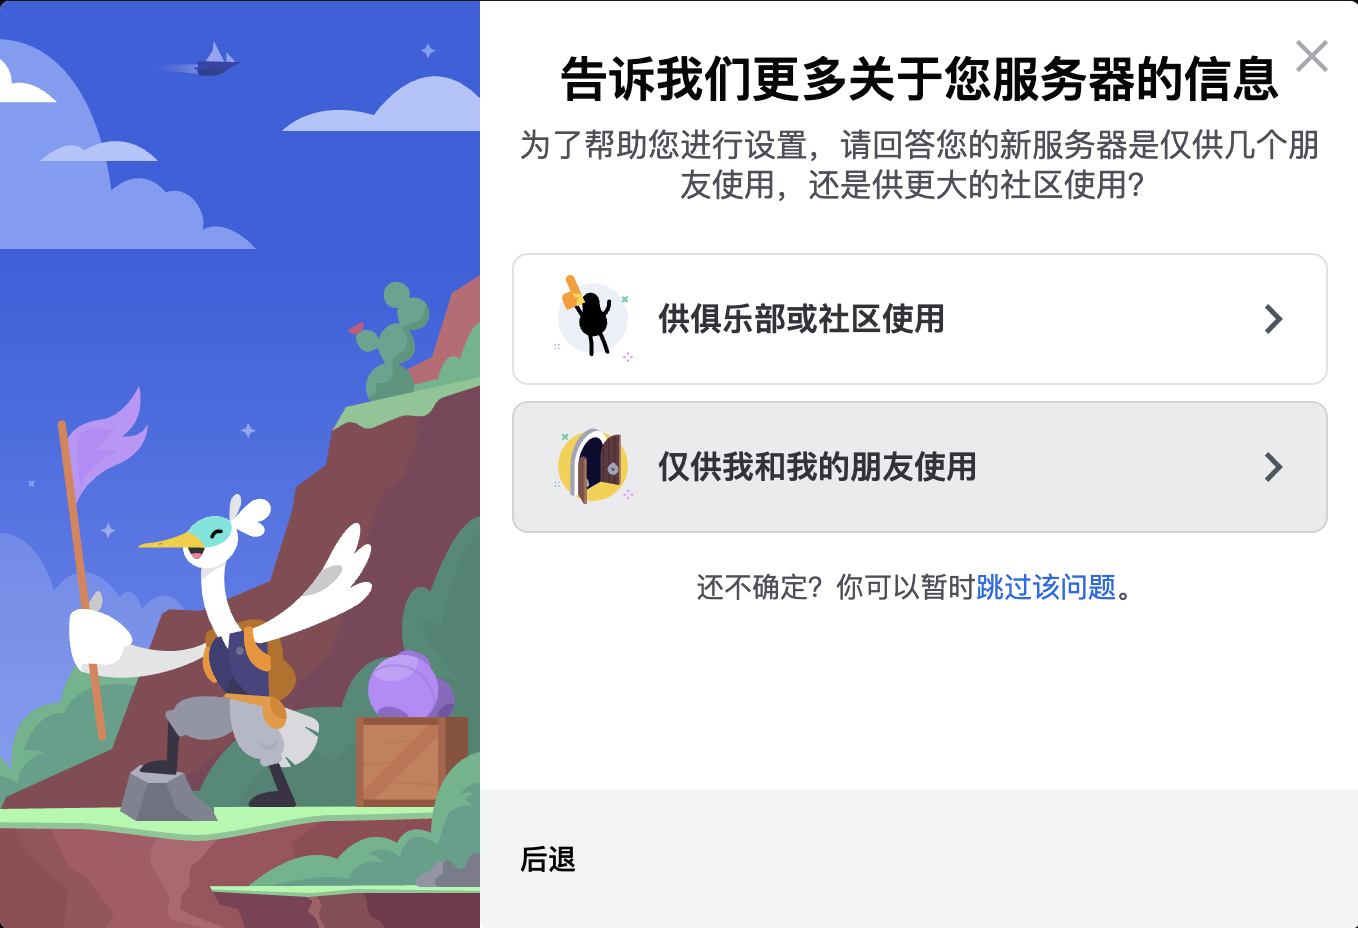 告诉我们更多关于您服务器的信息
为了帮助您进行设置，请回答您的新服务器是仅供几个朋
友使用，还是供更大的社区使用？
供俱乐部或社区使用
仅供我和我的朋友使用
还不确定？你可以暂时跳过该问题。
后退